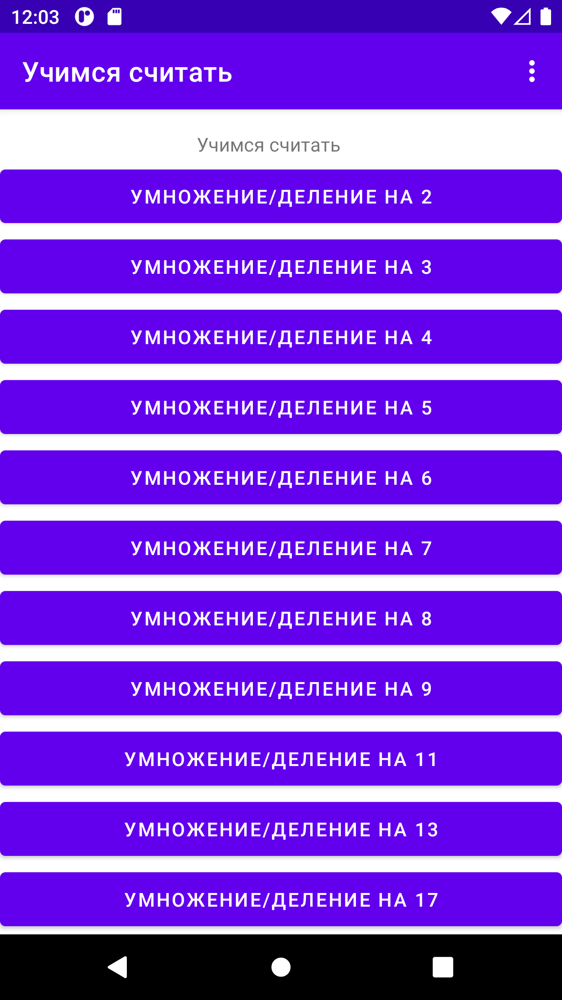 12:03
Учимся считать
Учимся считать
УМНОЖЕНИЕ/ДЕЛЕНИЕ НА 2
УМНОЖЕНИЕ/ДЕЛЕНИЕ НА 3
УМНОЖЕНИЕ/ДЕЛЕНИЕ НА 4
УМНОЖЕНИЕ/ДЕЛЕНИЕ НА 5
УМНОЖЕНИЕ/ДЕЛЕНИЕ НА 6
УМНОЖЕНИЕ/ДЕЛЕНИЕ НА 7
УМНОЖЕНИЕ/ДЕЛЕНИЕ НА 8
УМНОЖЕНИЕ/ДЕЛЕНИЕ НА 9
УМНОЖЕНИЕ/ДЕЛЕНИЕ НА 11
УМНОЖЕНИЕ/ДЕЛЕНИЕ НА 13
УМНОЖЕНИЕ/ДЕЛЕНИЕ НА 17